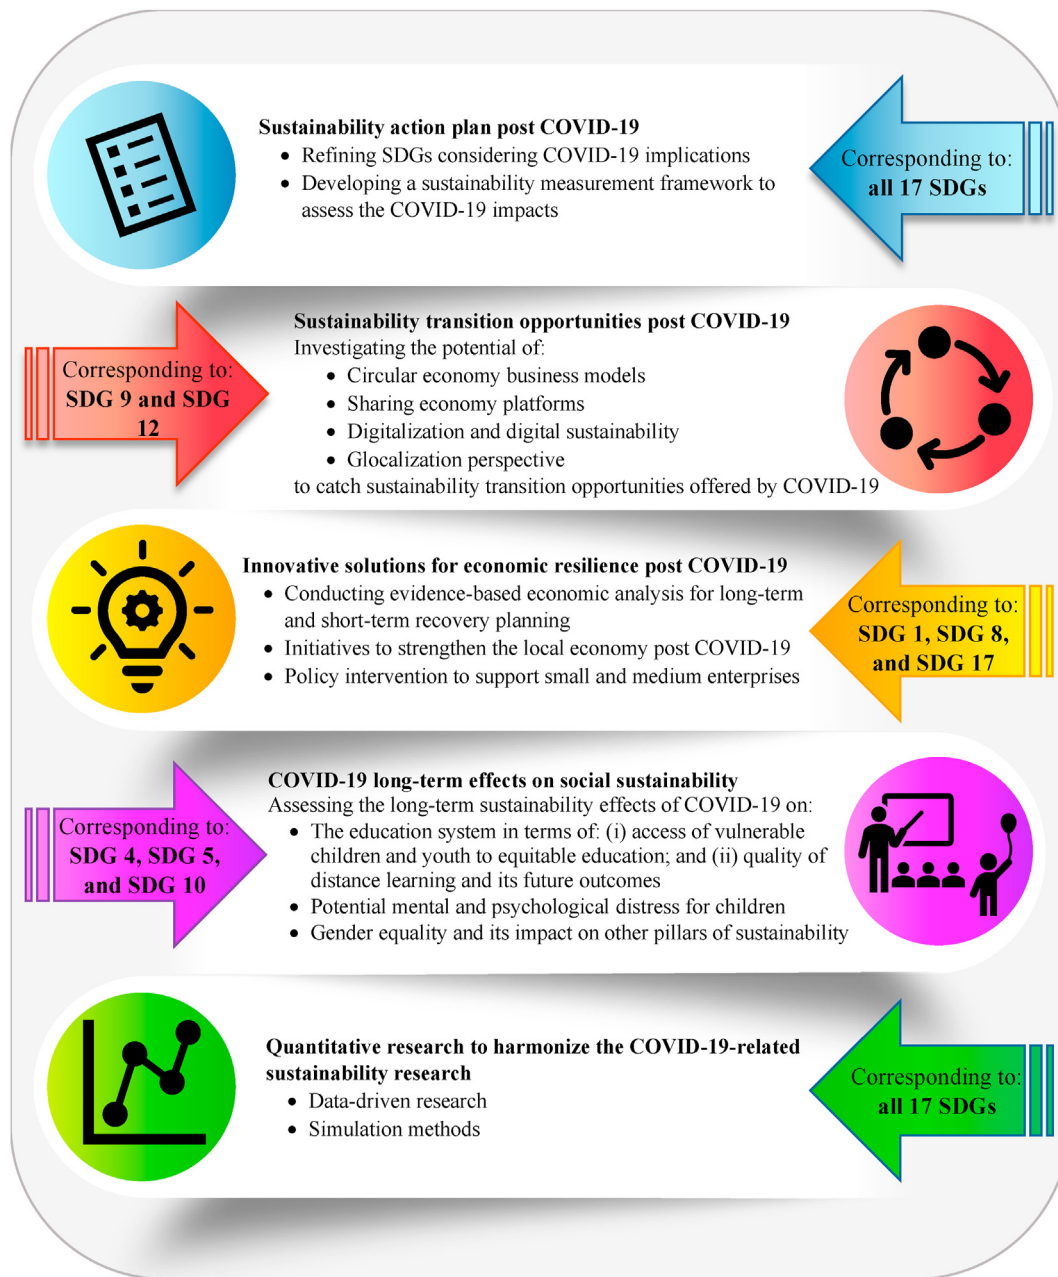 Sustainability action plan post COVID-19
• Refining SDGs considering COVID-19 implications
• Developing a sustainability measurement framework to
assess the COVID-19 impacts
Corresponding to:
all 17 SDGs
Corresponding to:
SDG 9 and SDG
12
Sustainability transition opportunities post COVID-19
Investigating the potential of:
• Circular economy business models
• Sharing economy platforms
• Digitalization and digital sustainability
• Glocalization perspective
to catch sustainability transition opportunities offered by COVID-19
Innovative solutions for economic resilience post COVID-19
• Conducting evidence-based economic analysis for long-term
and short-term recovery planning
• Initiatives to strengthen the local economy post COVID-19
• Policy intervention to support small and medium enterprises
Corresponding to:
SDG 1, SDG 8,
and SDG 17
Corresponding to:
SDG 4, SDG 5,
and SDG 10
COVID-19 long-term effects on social sustainability
Assessing the long-term sustainability effects of COVID-19 on:
• The education system in terms of: (i) access of vulnerable
children and youth to equitable education; and (ii) quality of
distance learning and its future outcomes
• Potential mental and psychological distress for children
• Gender equality and its impact on other pillars of sustainability
Quantitative research to harmonize the COVID-19-related
sustainability research
• Data-driven research
• Simulation methods
Corresponding to:
all 17 SDGs